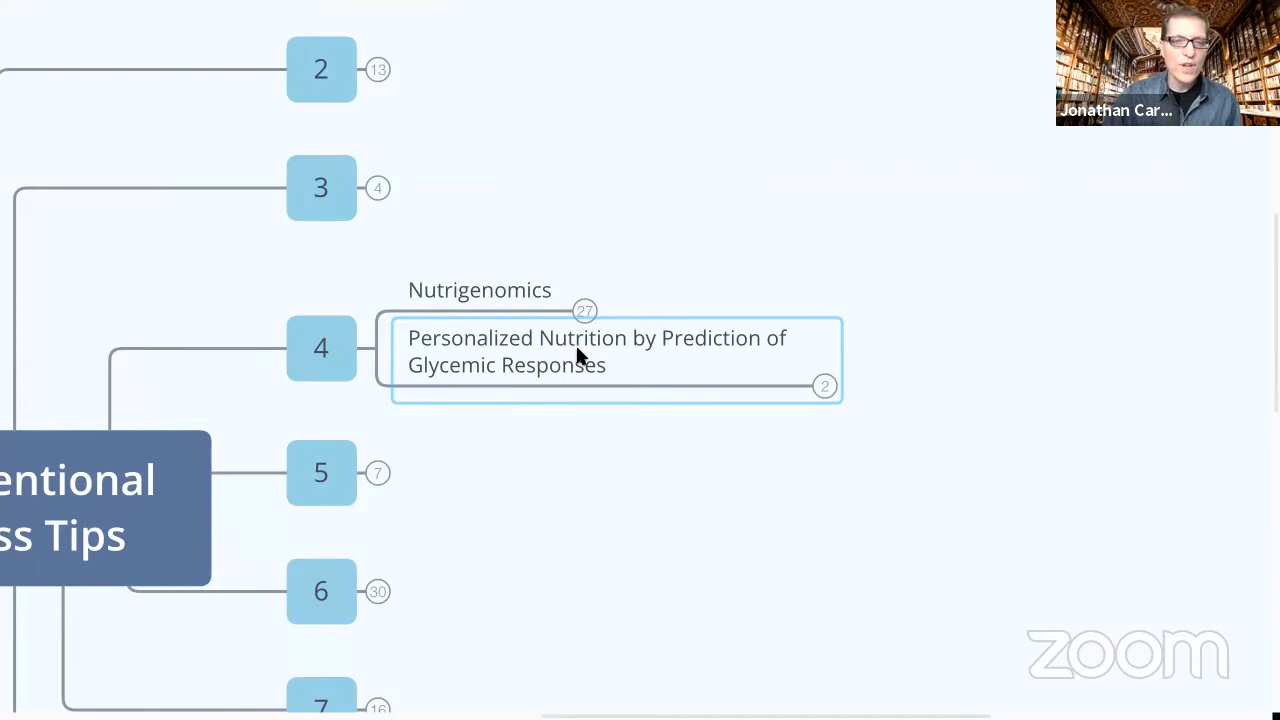 Jonathan Car...
2
13
3
4
Nutrigenomics
27
4
Personalized Nutrition by Prediction of
Glycemic Responses
2
entional
ss Tips
5
7
6
30
7
16
zoom